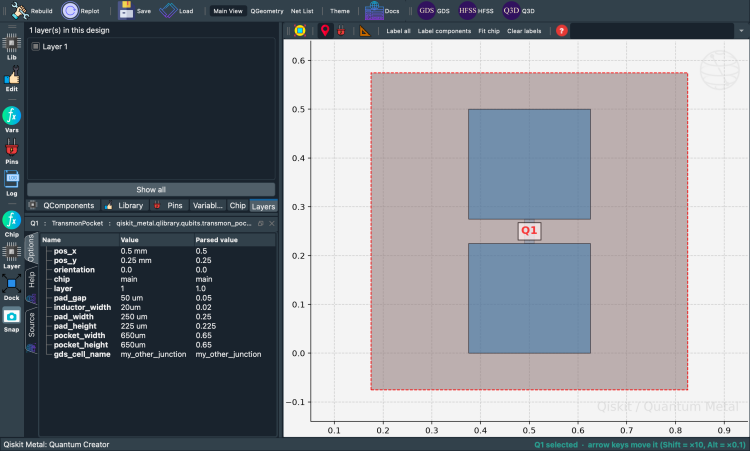 Rebuild Replot Save Load Main View QGeometry Net List Theme Docs GDS GDS HFSS HFSS Q3D Q3D
1 layer(s) in this design
Layer 1
Show all
QComponents Library Pins Variabl... Chip Layers
Lib
Edit
Vars
Pins
Log
Chip
Layer
Dock
Snap
Q1 : TransmonPocket : qiskit_metal.qlibrary.qubits.transmon_poc...
Options
Help
Source
Name Value Parsed value
pos_x 0.5 mm 0.5
pos_y 0.25 mm 0.25
orientation 0.0 0.0
chip main main
layer 1 1.0
pad_gap 50 um 0.05
inductor_width 20um 0.02
pad_width 250 um 0.25
pad_height 225 um 0.225
pocket_width 650um 0.65
pocket_height 650um 0.65
gds_cell_name my_other_junction my_other_junction
Label all Label components Fit chip Clear labels ?
0.6
0.5
0.4
0.3
0.2
0.1
0.0
−0.1
Q1
Qiskit / Quantum Metal
0.1 0.2 0.3 0.4 0.5 0.6 0.7 0.8 0.9
Qiskit Metal: Quantum Creator
Q1 selected - arrow keys move it (Shift = ×10, Alt = ×0.1)